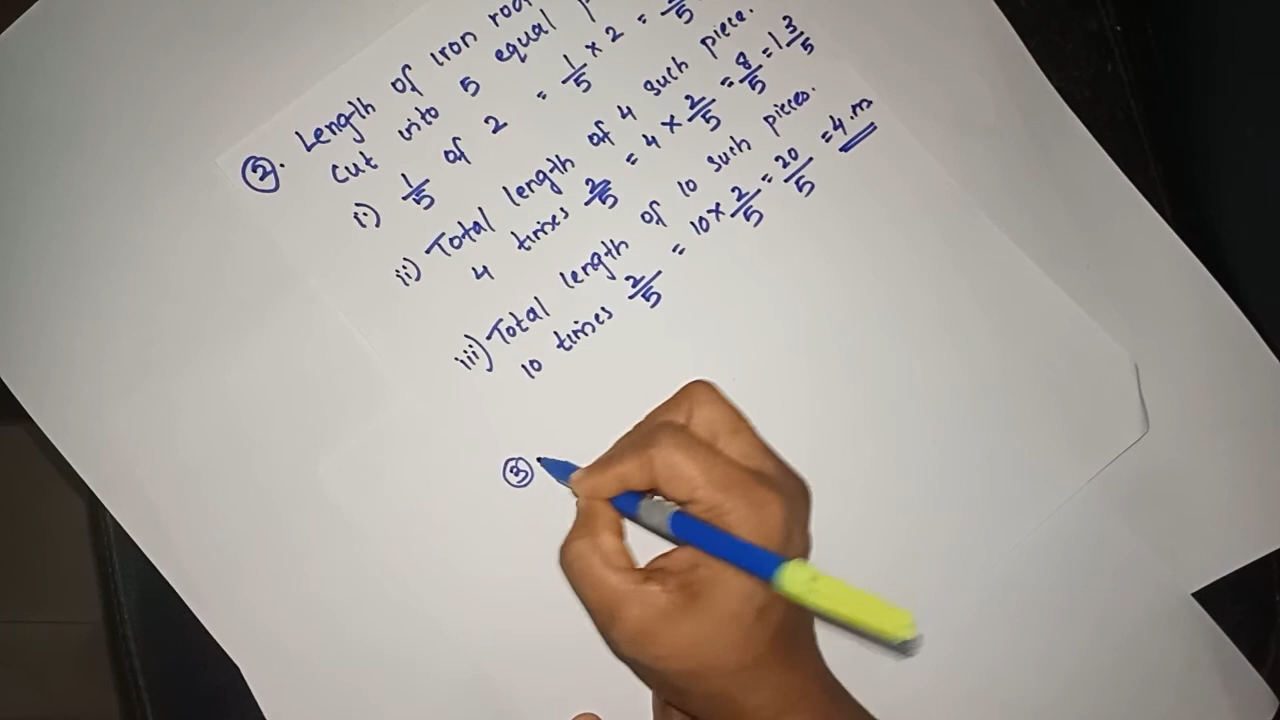 ②. Length of iron rod
cut into 5 equal
i) 1/5 of 2 = 1/5 × 2 =
ii) Total length of 4 such piece.
4 times 2/5 = 4 × 2/5 = 8/5 = 1 3/5
iii) Total length of 10 such pieces.
10 times 2/5 = 10 × 2/5 = 20/5 = 4.m
③